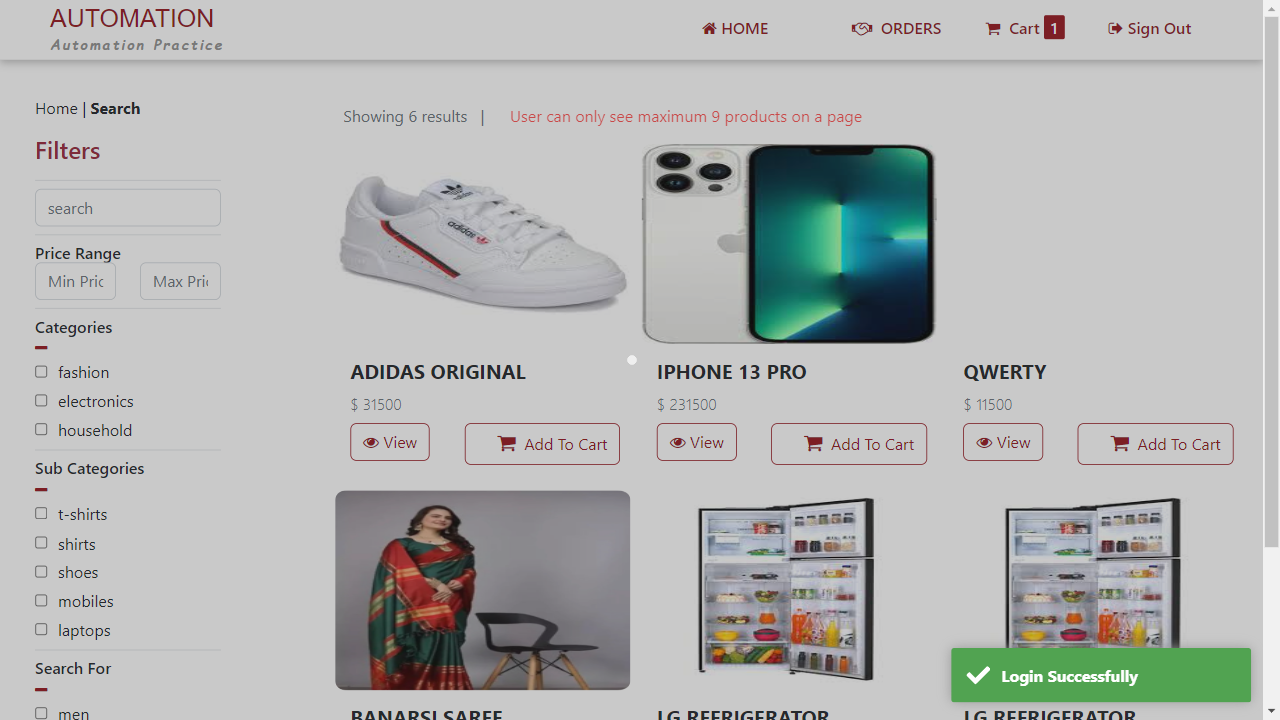 AUTOMATION
Automation Practice
HOME
ORDERS
Cart 1
Sign Out
Home | Search
Filters
search
Price Range
Min Pric
Max Pric
Categories
fashion
electronics
household
Sub Categories
t-shirts
shirts
shoes
mobiles
laptops
Search For
men
Showing 6 results |
User can only see maximum 9 products on a page
adidas
adidas
ADIDAS ORIGINAL
$ 31500
View
Add To Cart
IPHONE 13 PRO
$ 231500
View
Add To Cart
QWERTY
$ 11500
View
Add To Cart
BANARSI SAREE
LG REFRIGERATOR
LG REFRIGERATOR
Login Successfully